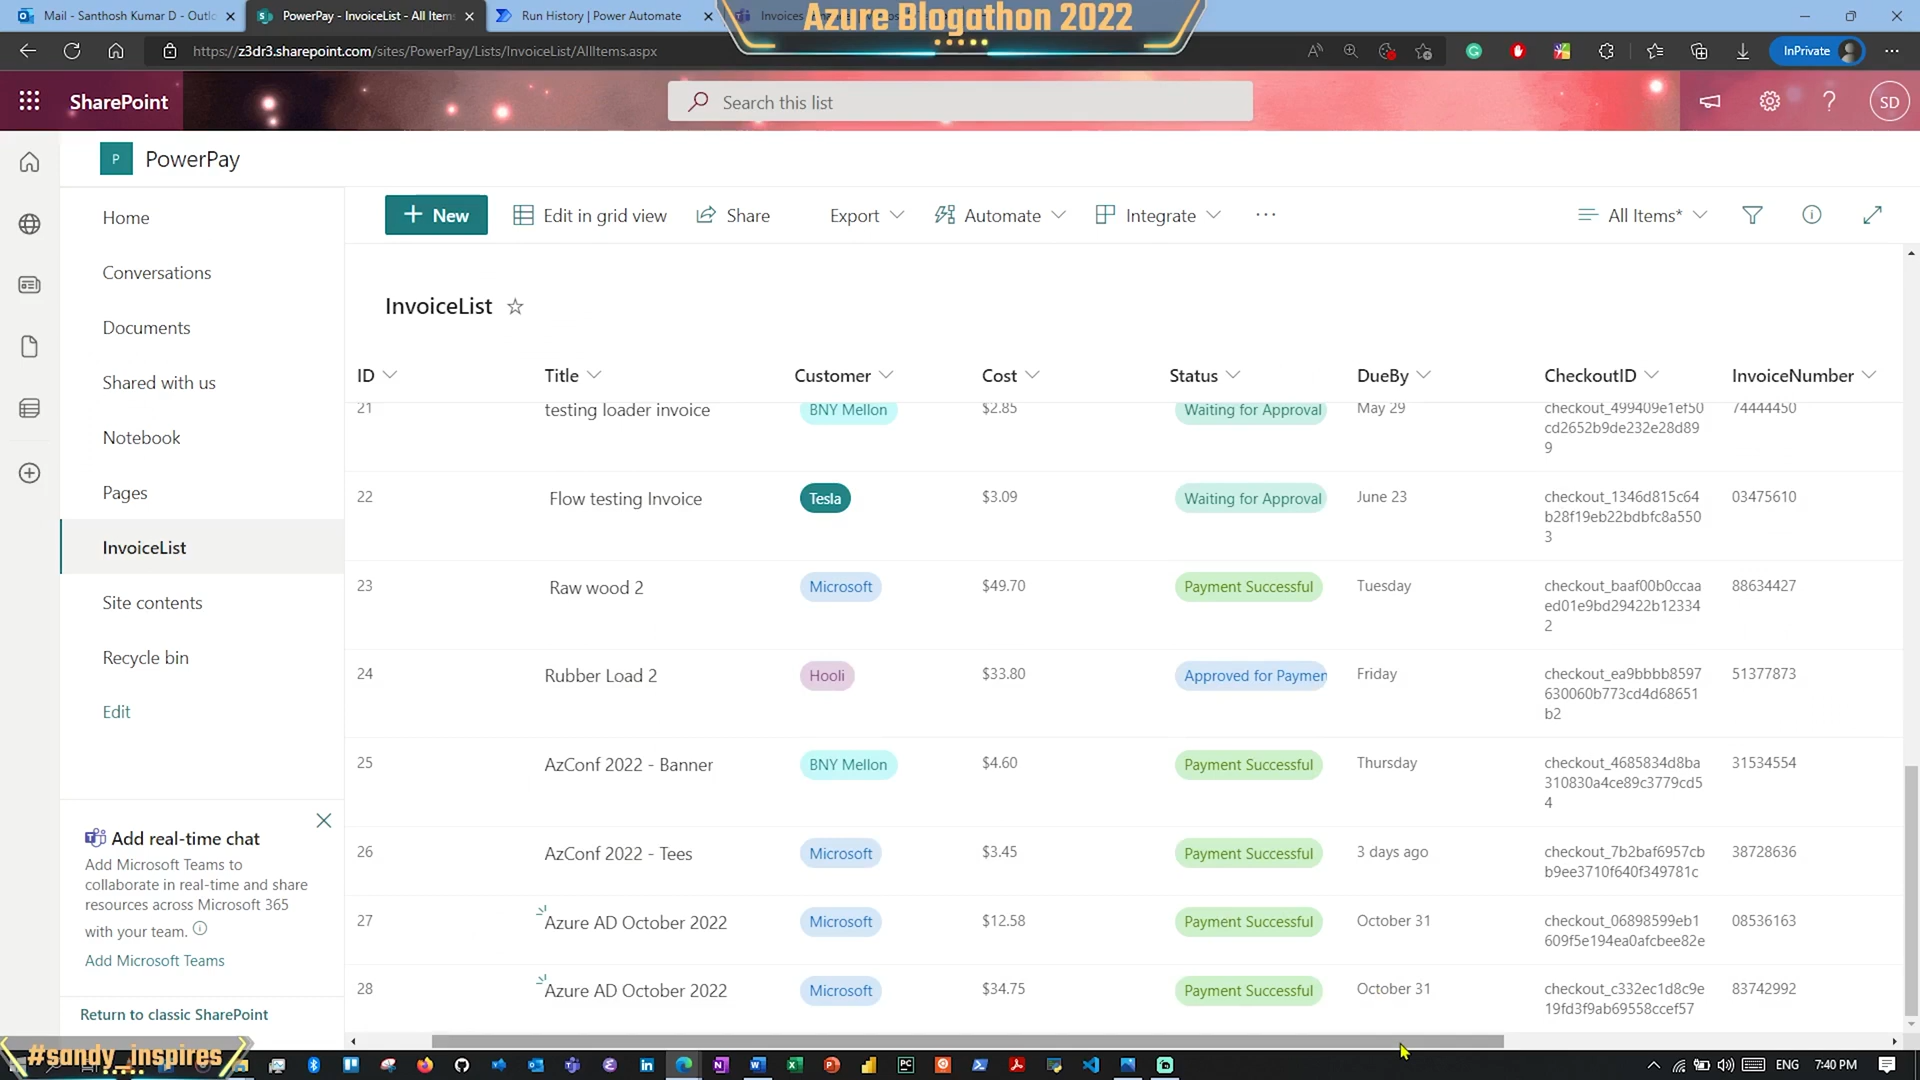 Azure Blogathon 2022
Mail - Santhosh Kumar D - Outlo
PowerPay - InvoiceList - All Items
Run History | Power Automate
Invoices
https://z3dr3.sharepoint.com/sites/PowerPay/Lists/InvoiceList/AllItems.aspx
InPrivate
SharePoint
Search this list
SD
P PowerPay
Home
Conversations
Documents
Shared with us
Notebook
Pages
InvoiceList
Site contents
Recycle bin
Edit
Add real-time chat
Add Microsoft Teams to
collaborate in real-time and share
resources across Microsoft 365
with your team.
Add Microsoft Teams
Return to classic SharePoint
+ New Edit in grid view Share Export Automate Integrate ... All Items*
InvoiceList
ID Title Customer Cost Status DueBy CheckoutID InvoiceNumber
21 testing loader invoice BNY Mellon $2.85 Waiting for Approval May 29 checkout_499409e1ef50 74444450
cd2652b9de232e28d89
9
22 Flow testing Invoice Tesla $3.09 Waiting for Approval June 23 checkout_1346d815c64 03475610
b28f19eb22bdbfc8a550
3
23 Raw wood 2 Microsoft $49.70 Payment Successful Tuesday checkout_baaf00b0ccaa 88634427
ed01e9bd29422b12334
2
24 Rubber Load 2 Hooli $33.80 Approved for Paymen Friday checkout_ea9bbbb8597 51377873
630060b773cd4d68651
b2
25 AzConf 2022 - Banner BNY Mellon $4.60 Payment Successful Thursday checkout_4685834d8ba 31534554
310830a4ce89c3779cd5
4
26 AzConf 2022 - Tees Microsoft $3.45 Payment Successful 3 days ago checkout_7b2baf6957cb 38728636
b9ee3710f640f349781c
27 Azure AD October 2022 Microsoft $12.58 Payment Successful October 31 checkout_06898599eb1 08536163
609f5e194ea0afcbee82e
28 Azure AD October 2022 Microsoft $34.75 Payment Successful October 31 checkout_c332ec1d8c9e 83742992
19fd3f9ab69558ccef57
#sandy_inspires
ENG 7:40 PM